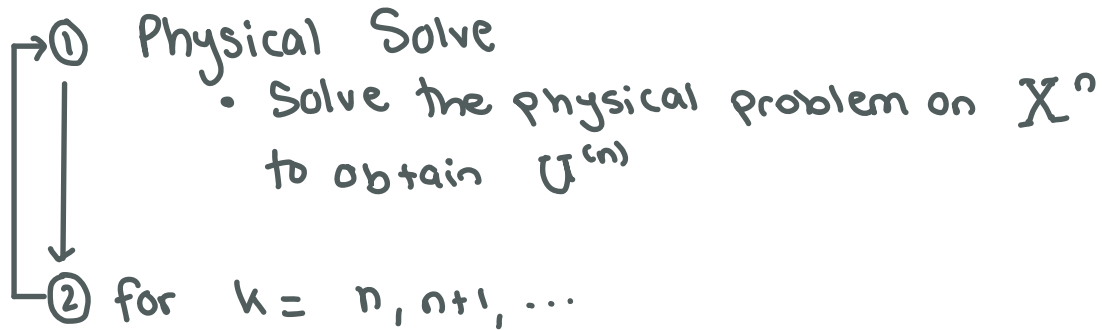 ① Physical Solve
• Solve the physical problem on X^n
to obtain U^(n)
② for k = n, n+1, ...